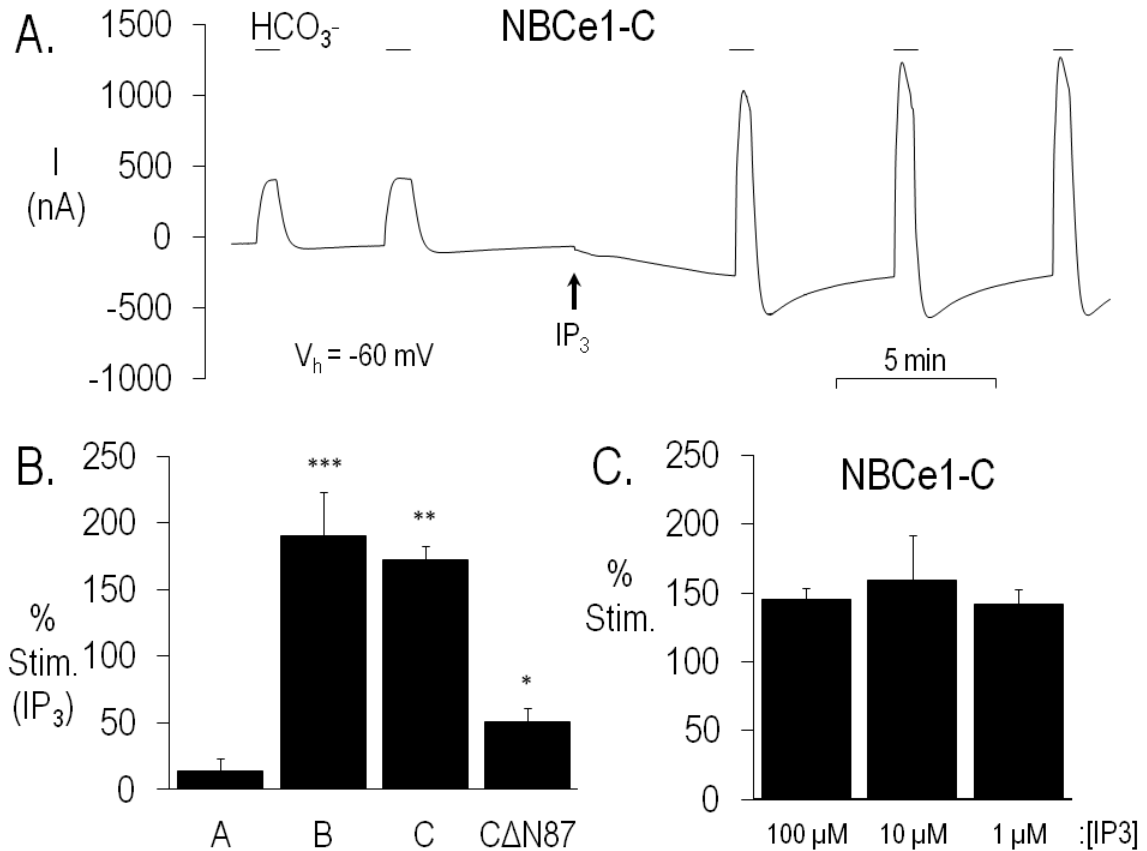 A.
HCO₃⁻
NBCe1-C
1500
1000
500
0
-500
-1000
I
(nA)
IP₃
Vₕ = -60 mV
5 min
B.
250
200
150
100
50
0
%
Stim.
(IP₃)
***
**
*
A B C CΔN87
C.
NBCe1-C
250
200
150
100
50
0
%
Stim.
100 µM 10 µM 1 µM :[IP3]